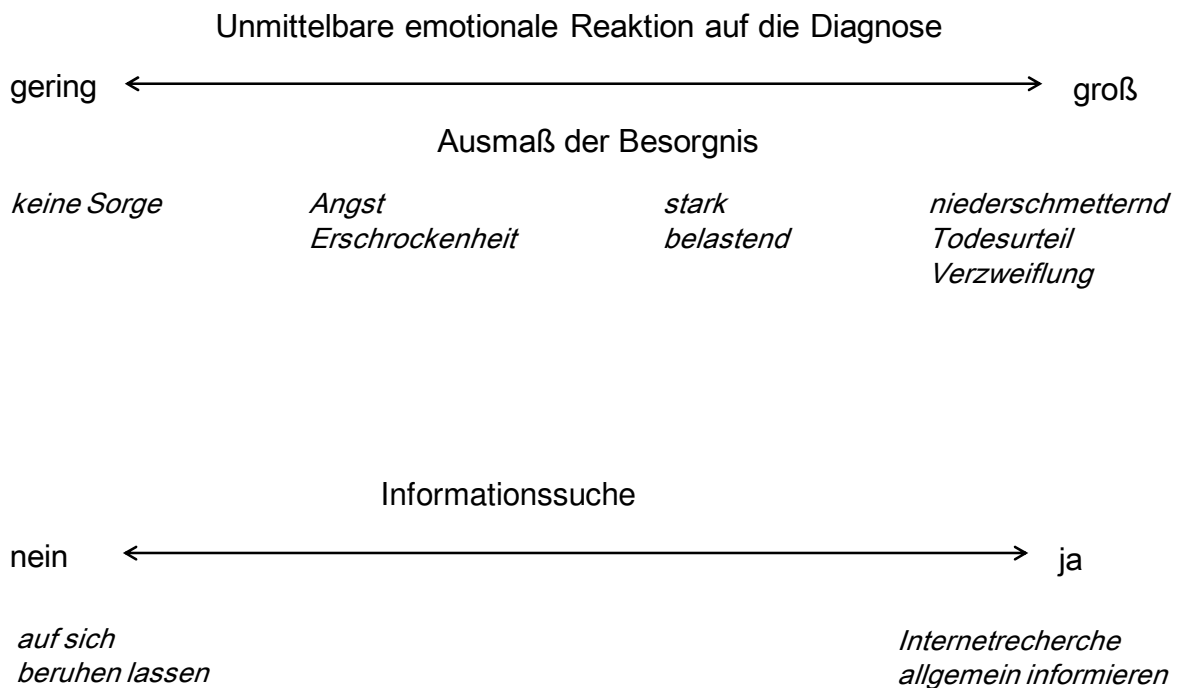 Unmittelbare emotionale Reaktion auf die Diagnose
gering groß
Ausmaß der Besorgnis
keine Sorge Angst stark niederschmetternd
Erschrockenheit belastend Todesurteil
Verzweiflung
Informationssuche
nein ja
auf sich Internetrecherche
beruhen lassen allgemein informieren